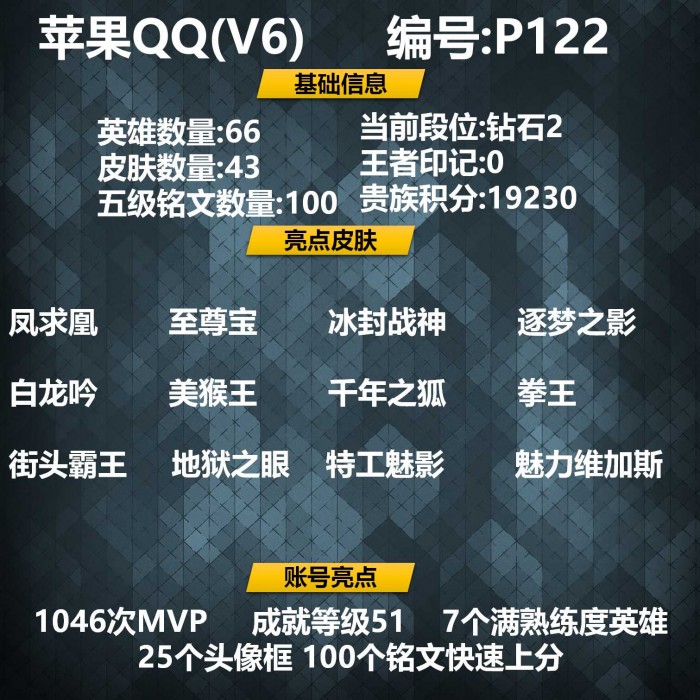 苹果QQ(V6) 编号:P122
基础信息
英雄数量:66 当前段位:钻石2
皮肤数量:43 王者印记:0
五级铭文数量:100 贵族积分:19230
亮点皮肤
凤求凰 至尊宝 冰封战神 逐梦之影
白龙吟 美猴王 千年之狐 拳王
街头霸王 地狱之眼 特工魅影 魅力维加斯
账号亮点
1046次MVP 成就等级51 7个满熟练度英雄
25个头像框 100个铭文快速上分